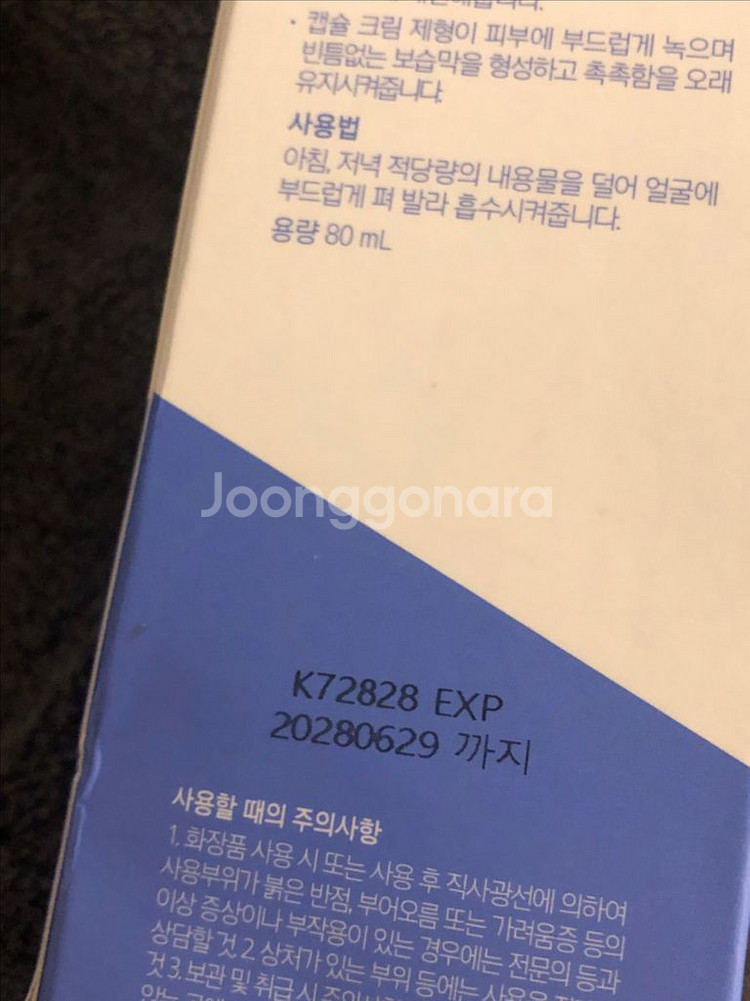 · 캡슐 크림 제형이 피부에 부드럽게 녹으며
빈틈없는 보습막을 형성하고 촉촉함을 오래
유지시켜줍니다.
사용법
아침, 저녁 적당량의 내용물을 덜어 얼굴에
부드럽게 펴 발라 흡수시켜줍니다.
용량 80 mL
Joonggonara
K72828 EXP
20280629 까지
사용할 때의 주의사항
1. 화장품 사용 시 또는 사용 후 직사광선에 의하여
사용부위가 붉은 반점, 부어오름 또는 가려움증 등의
이상 증상이나 부작용이 있는 경우에는 전문의 등과
상담할 것 2. 상처가 있는 부위 등에는 사용을
것 3. 보관 및 취급 시